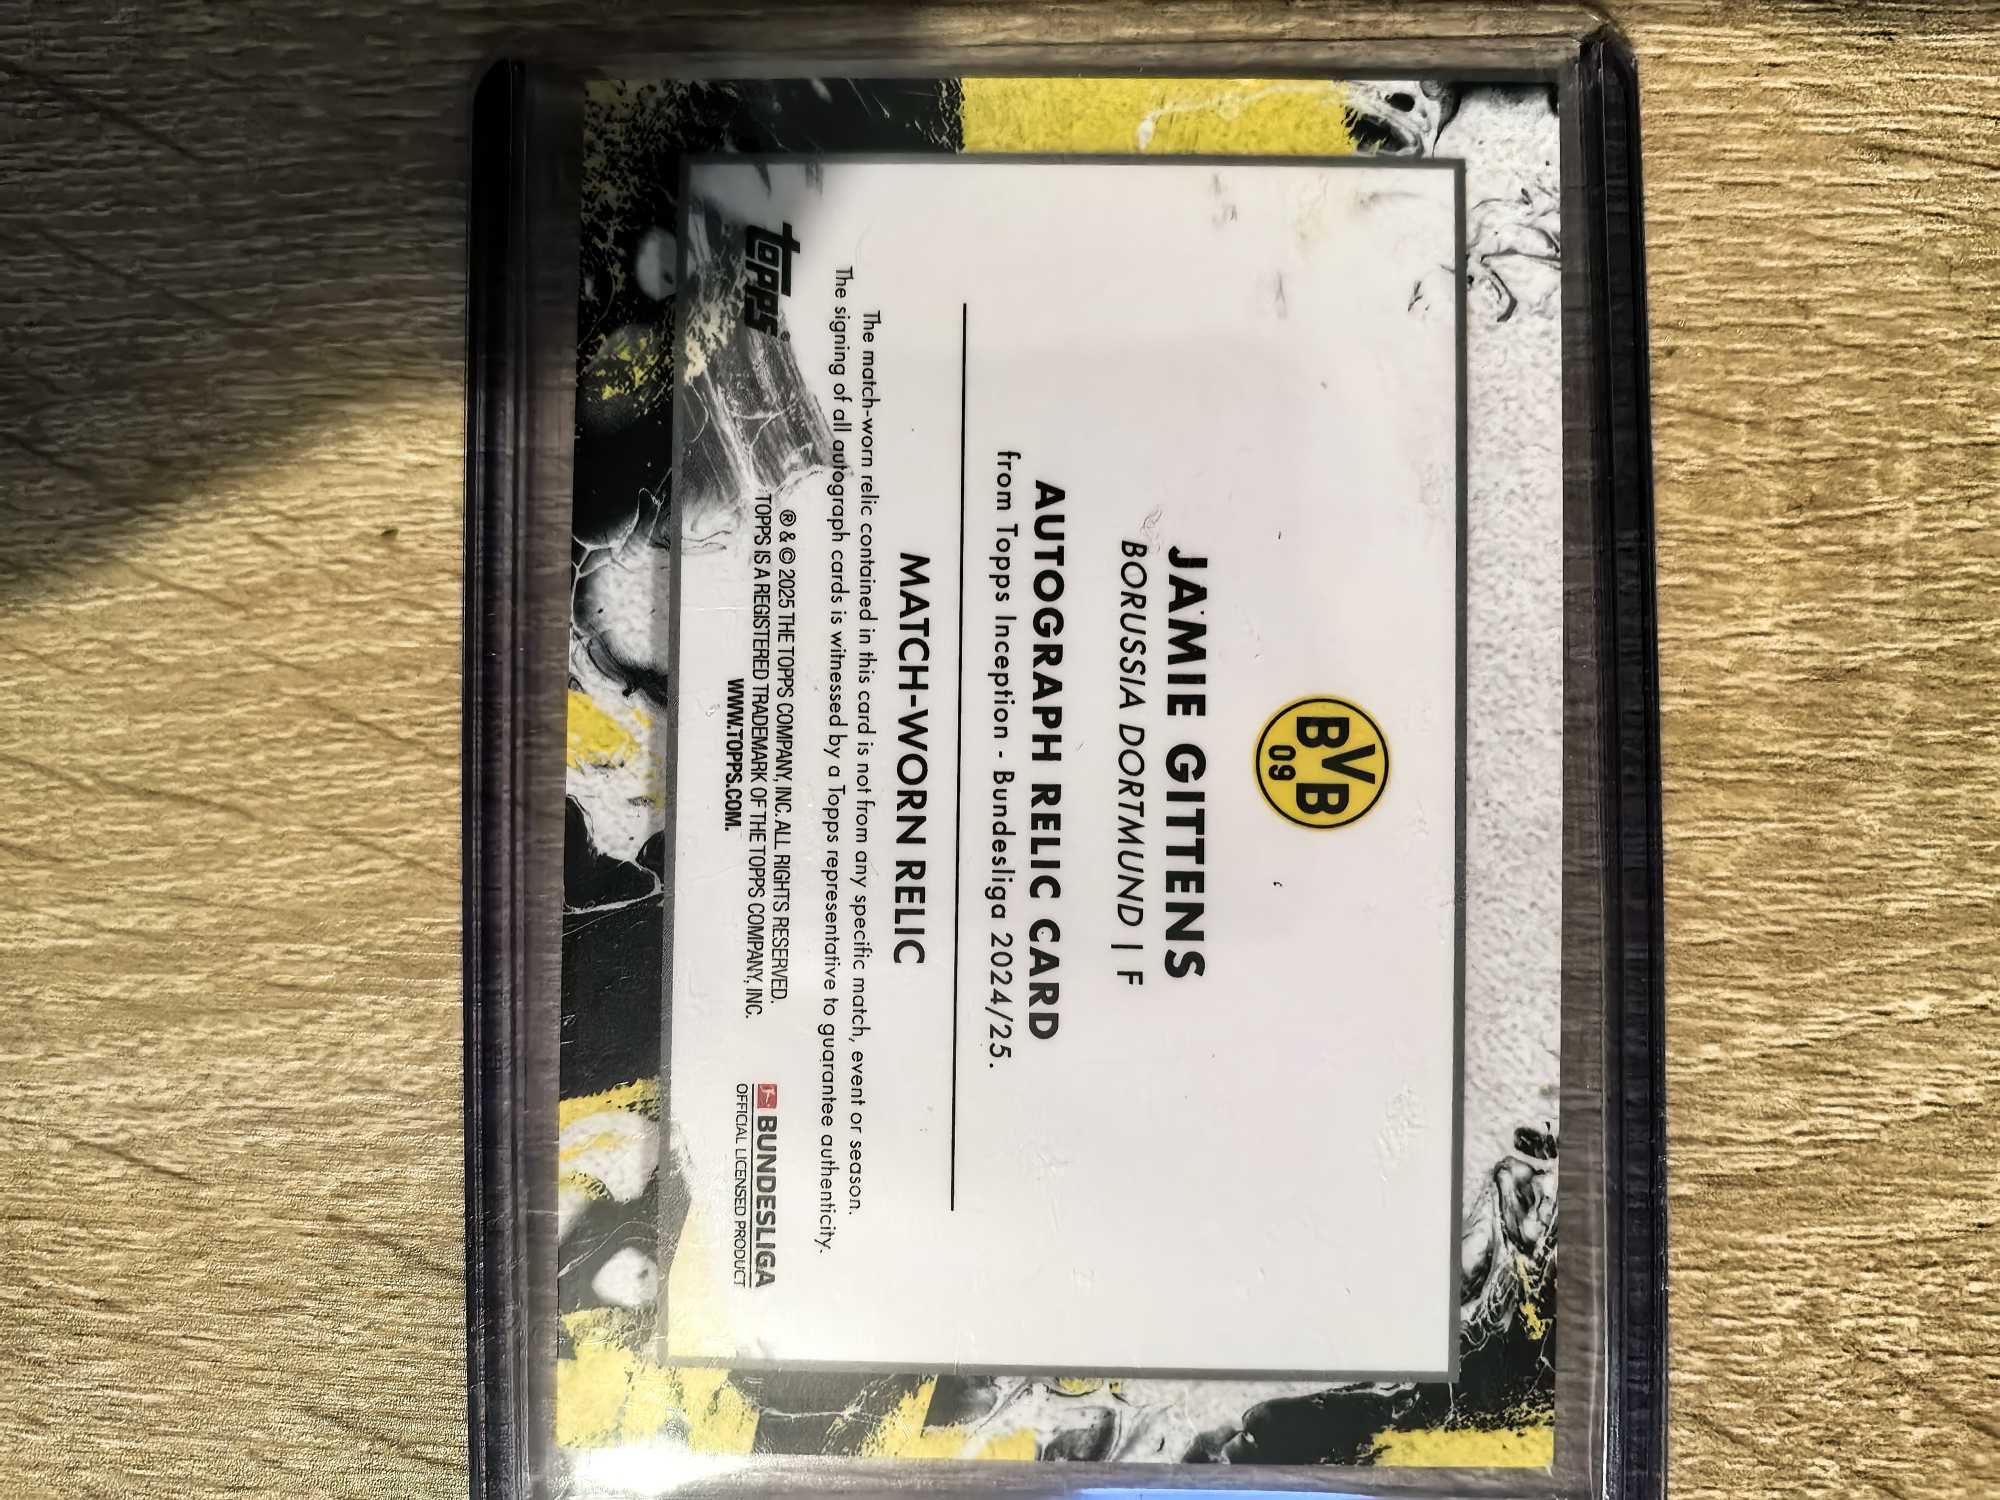 BVB
09
JAMIE GITTENS
BORUSSIA DORTMUND | F
AUTOGRAPH RELIC CARD
from Topps Inception - Bundesliga 2024/25.
MATCH-WORN RELIC
The match-worn relic contained in this card is not from any specific match, event or season.
The signing of all autograph cards is witnessed by a Topps representative to guarantee authenticity.
topps®
® & © 2025 THE TOPPS COMPANY, INC. ALL RIGHTS RESERVED.
TOPPS IS A REGISTERED TRADEMARK OF THE TOPPS COMPANY, INC.
WWW.TOPPS.COM.
BUNDESLIGA
OFFICIAL LICENSED PRODUCT